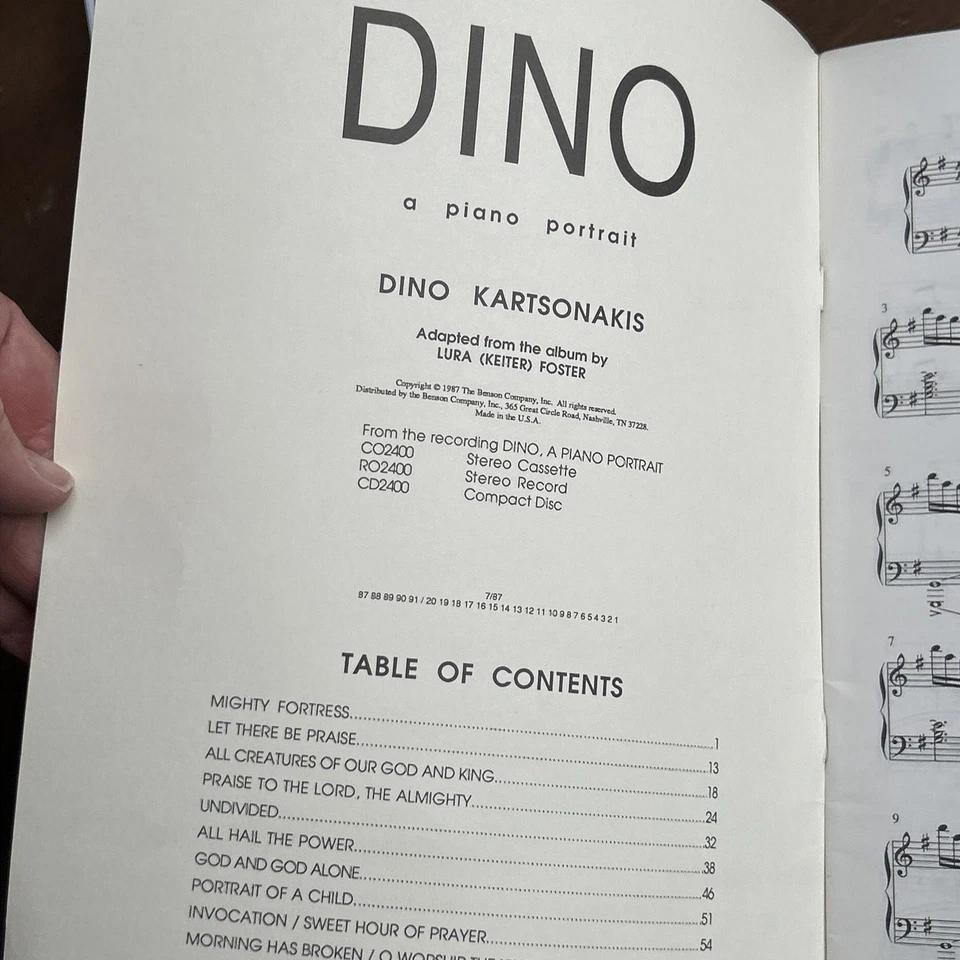 DINO
a piano portrait
DINO KARTSONAKIS
Adapted from the album by
LURA (KEITER) FOSTER
Copyright © 1987 The Benson Company, Inc. All rights reserved.
Distributed by the Benson Company, Inc., 365 Great Circle Road, Nashville, TN 37228.
Made in the U.S.A.
From the recording DINO, A PIANO PORTRAIT
CO2400 Stereo Cassette
RO2400 Stereo Record
CD2400 Compact Disc
7/87
87 88 89 90 91 / 20 19 18 17 16 15 14 13 12 11 10 9 8 7 6 5 4 3 2 1
TABLE OF CONTENTS
MIGHTY FORTRESS 1
LET THERE BE PRAISE 13
ALL CREATURES OF OUR GOD AND KING 18
PRAISE TO THE LORD, THE ALMIGHTY 24
UNDIVIDED 32
ALL HAIL THE POWER 38
GOD AND GOD ALONE 46
PORTRAIT OF A CHILD 51
INVOCATION / SWEET HOUR OF PRAYER 54
MORNING HAS BROKEN / O WORSHIP
3
5
7
9